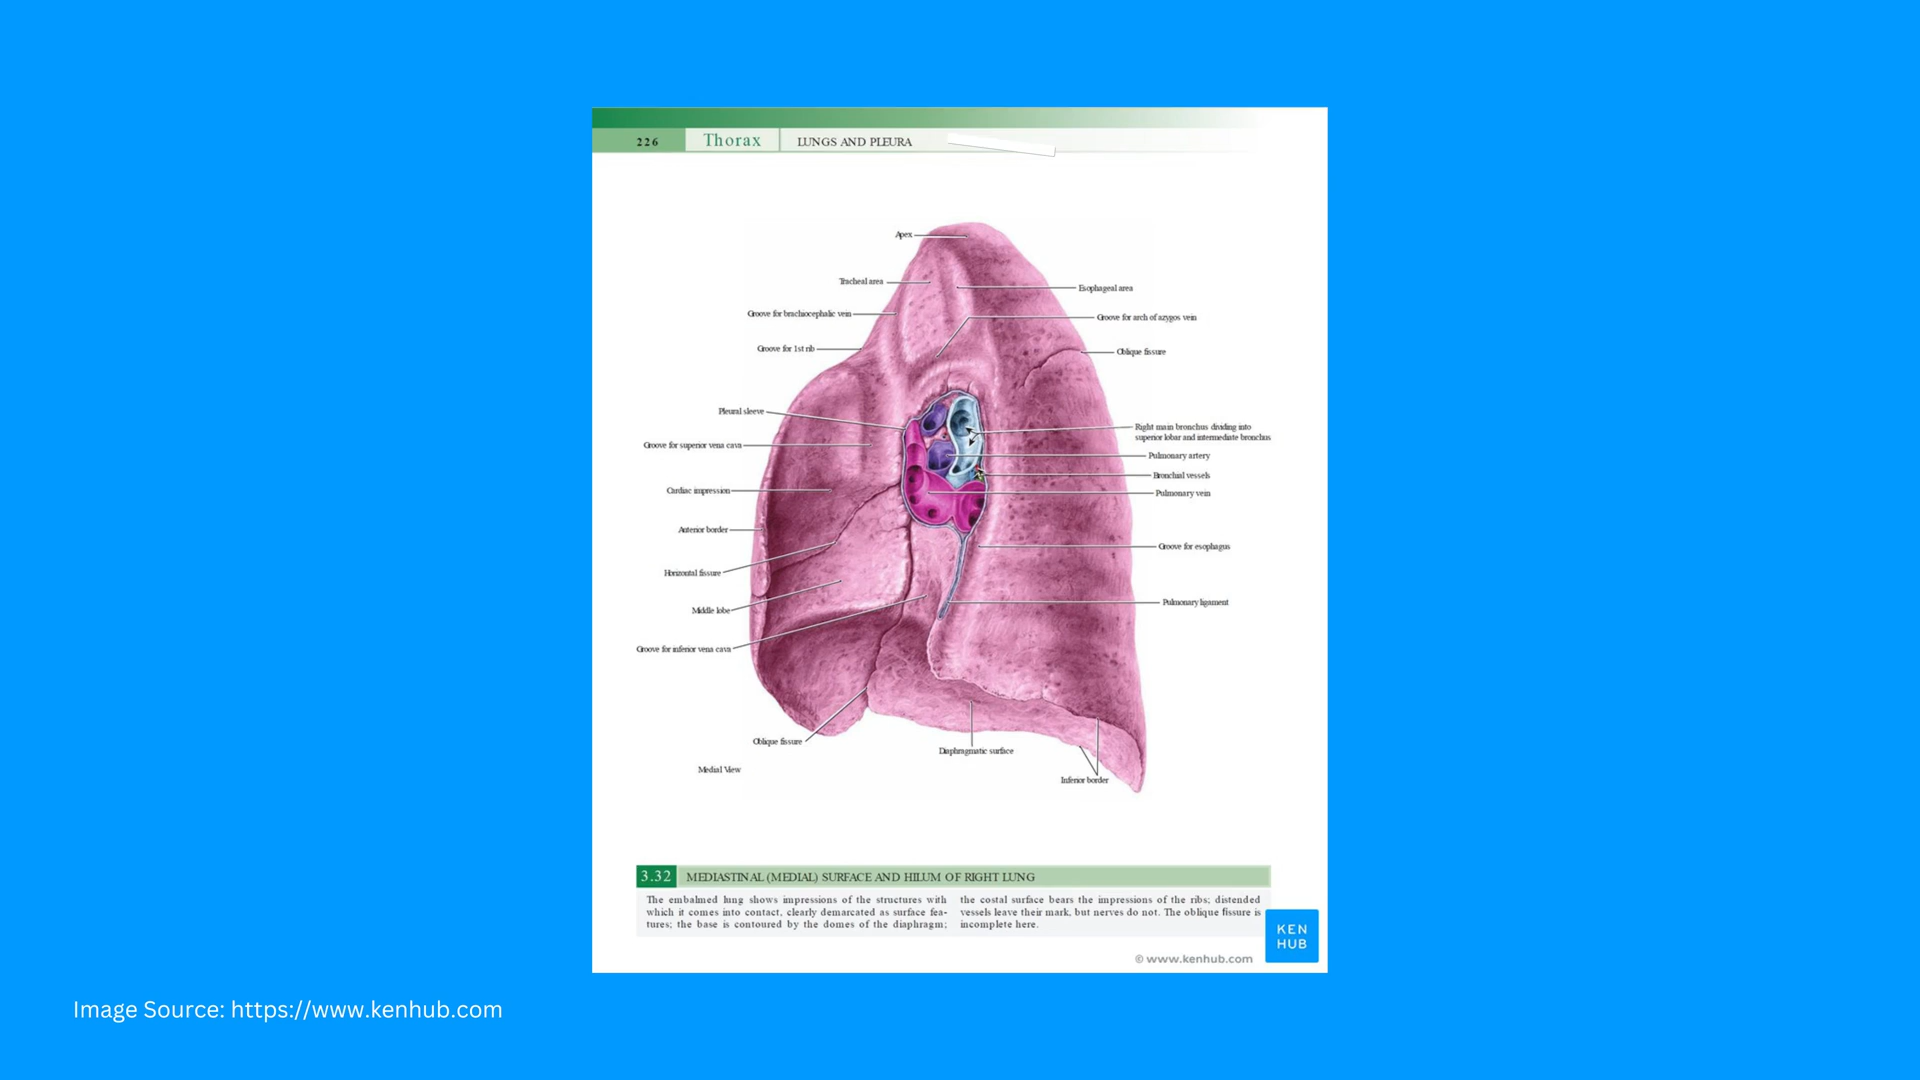 226 Thorax LUNGS AND PLEURA
Apex
Tracheal area
Esophageal area
Groove for brachiocephalic vein
Groove for arch of azygos vein
Groove for 1st rib
Oblique fissure
Pleural sleeve
Right main bronchus dividing into
superior lobar and intermediate bronchus
Groove for superior vena cava
Pulmonary artery
Bronchial vessels
Cardiac impression
Pulmonary vein
Anterior border
Groove for esophagus
Horizontal fissure
Middle lobe
Pulmonary ligament
Groove for inferior vena cava
Oblique fissure
Diaphragmatic surface
Medial View
Inferior border
3.32 MEDIASTINAL (MEDIAL) SURFACE AND HILUM OF RIGHT LUNG
The embalmed lung shows impressions of the structures with
which it comes into contact, clearly demarcated as surface fea-
tures; the base is contoured by the domes of the diaphragm;
the costal surface bears the impressions of the ribs; distended
vessels leave their mark, but nerves do not. The oblique fissure is
incomplete here.
KEN
HUB
© www.kenhub.com
Image Source: https://www.kenhub.com